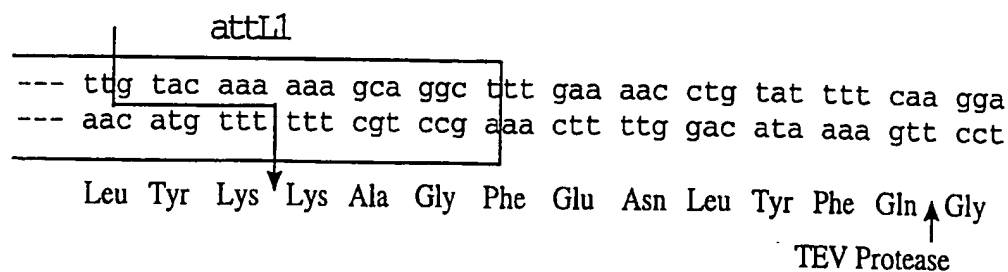 attL1
--- ttg tac aaa aaa gca ggc ttt gaa aac ctg tat ttt caa gga
--- aac atg ttt ttt cgt ccg aaa ctt ttg gac ata aaa gtt cct
Leu Tyr Lys Lys Ala Gly Phe Glu Asn Leu Tyr Phe Gln Gly
TEV Protease